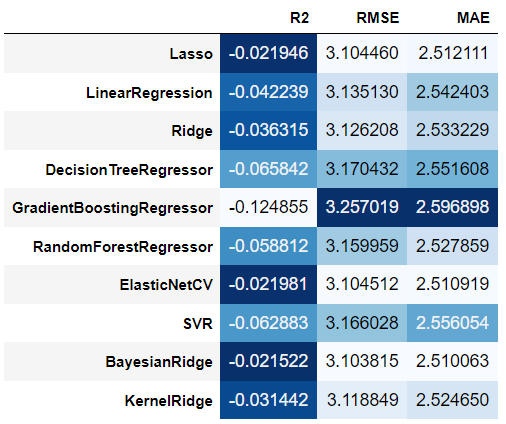 R2 RMSE MAE
Lasso -0.021946 3.104460 2.512111
LinearRegression -0.042239 3.135130 2.542403
Ridge -0.036315 3.126208 2.533229
DecisionTreeRegressor -0.065842 3.170432 2.551608
GradientBoostingRegressor -0.124855 3.257019 2.596898
RandomForestRegressor -0.058812 3.159959 2.527859
ElasticNetCV -0.021981 3.104512 2.510919
SVR -0.062883 3.166028 2.556054
BayesianRidge -0.021522 3.103815 2.510063
KernelRidge -0.031442 3.118849 2.524650